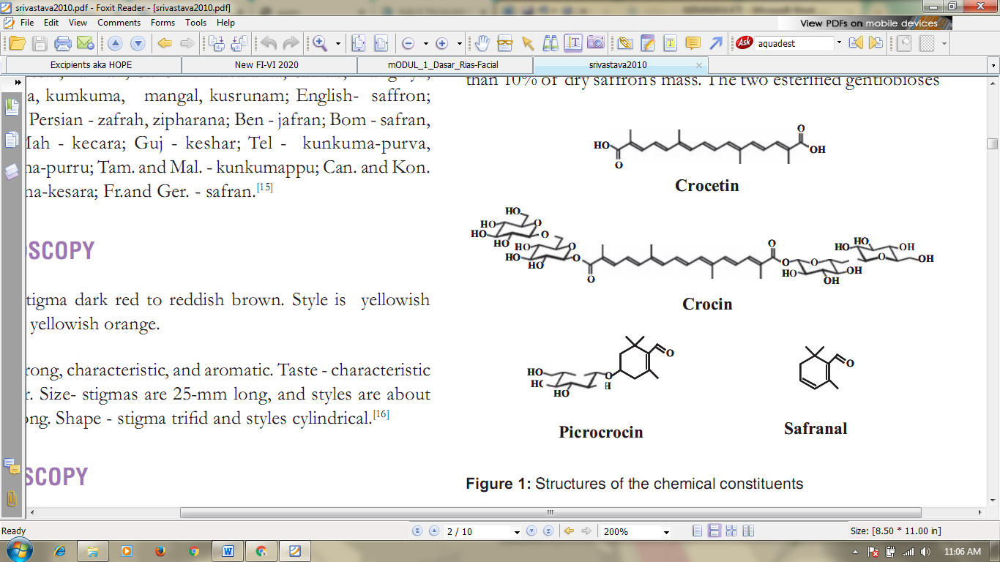 srivastava2010.pdf - Foxit Reader - [srivastava2010.pdf]
File Edit View Comments Forms Tools Help
View PDFs on mobile devices
Ask aquadest
Excipients aka HOPE
New FI-VI 2020
mODUL_1_Dasar_Rias-Facial
srivastava2010
a, kumkuma, mangal, kusrunam; English- saffron;
Persian - zafrah, zipharana; Ben - jafran; Bom - safran,
Mah - kecara; Guj - keshar; Tel - kunkuma-purva,
na-purru; Tam. and Mal. - kunkumappu; Can. and Kon.
na-kesara; Fr.and Ger. - safran.[15]
SCOPY
tigma dark red to reddish brown. Style is yellowish
yellowish orange.
rong, characteristic, and aromatic. Taste - characteristic
r. Size- stigmas are 25-mm long, and styles are about
ong. Shape - stigma trifid and styles cylindrical.[16]
SCOPY
than 10% of dry saffron's mass. The two esterified gentiobioses
HO O O OH
Crocetin
HO O HO HO O HO HO O HO O HO HO O O O O O HO OH OH HO HO O OH OH
Crocin
HO HO HO O H O
Picrocrocin
O
Safranal
Figure 1: Structures of the chemical constituents
Ready
2 / 10
200%
Size: [8.50 * 11.00 in]
11:06 AM